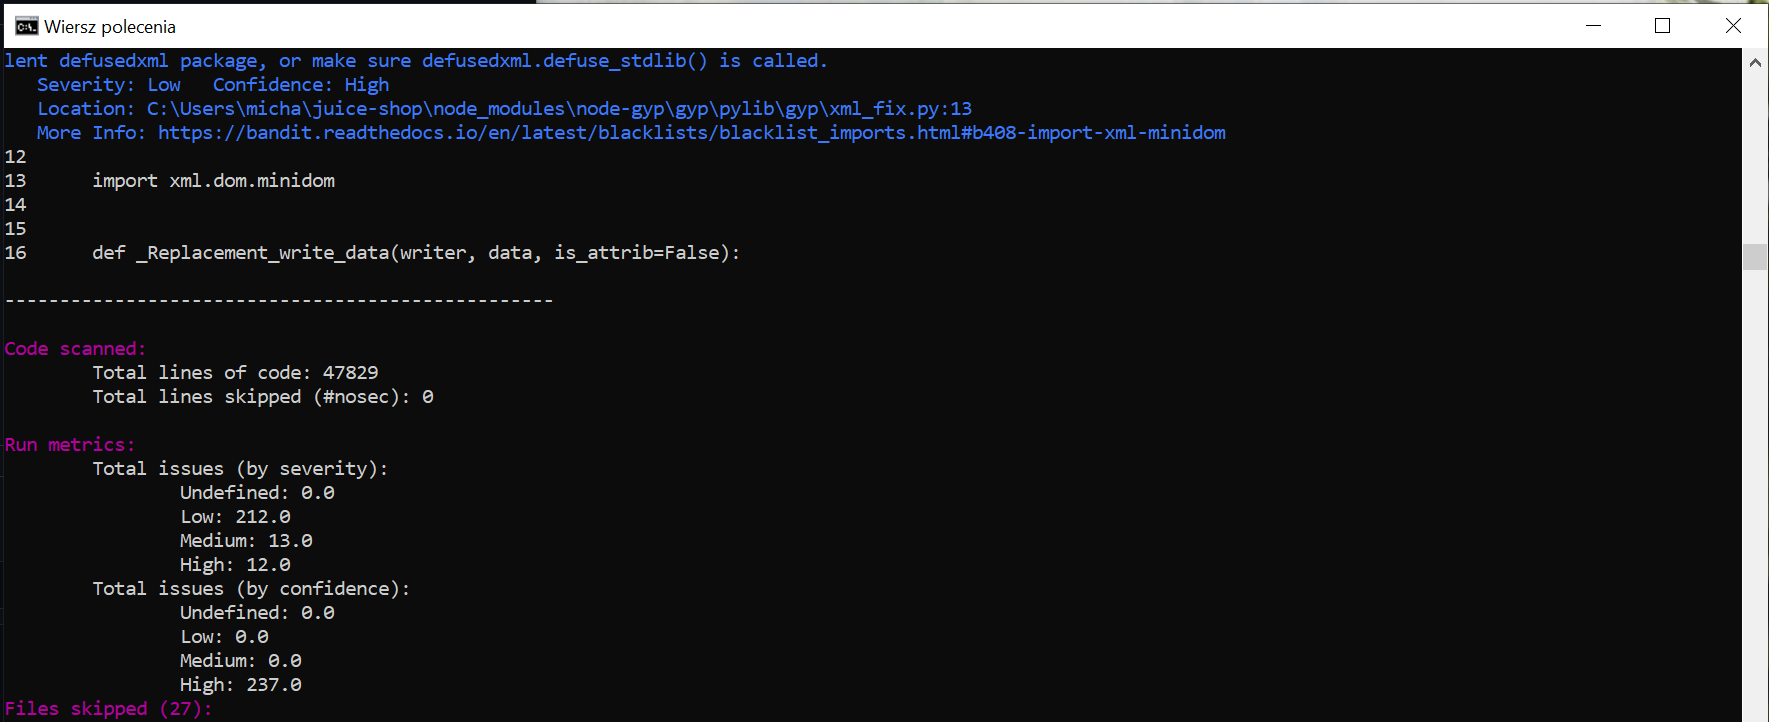 Wiersz polecenia
lent defusedxml package, or make sure defusedxml.defuse_stdlib() is called.
   Severity: Low   Confidence: High
   Location: C:\Users\micha\juice-shop\node_modules\node-gyp\gyp\pylib\gyp\xml_fix.py:13
   More Info: https://bandit.readthedocs.io/en/latest/blacklists/blacklist_imports.html#b408-import-xml-minidom
12
13      import xml.dom.minidom
14
15
16      def _Replacement_write_data(writer, data, is_attrib=False):
--------------------------------------------------
Code scanned:
        Total lines of code: 47829
        Total lines skipped (#nosec): 0
Run metrics:
        Total issues (by severity):
                Undefined: 0.0
                Low: 212.0
                Medium: 13.0
                High: 12.0
        Total issues (by confidence):
                Undefined: 0.0
                Low: 0.0
                Medium: 0.0
                High: 237.0
Files skipped (27):